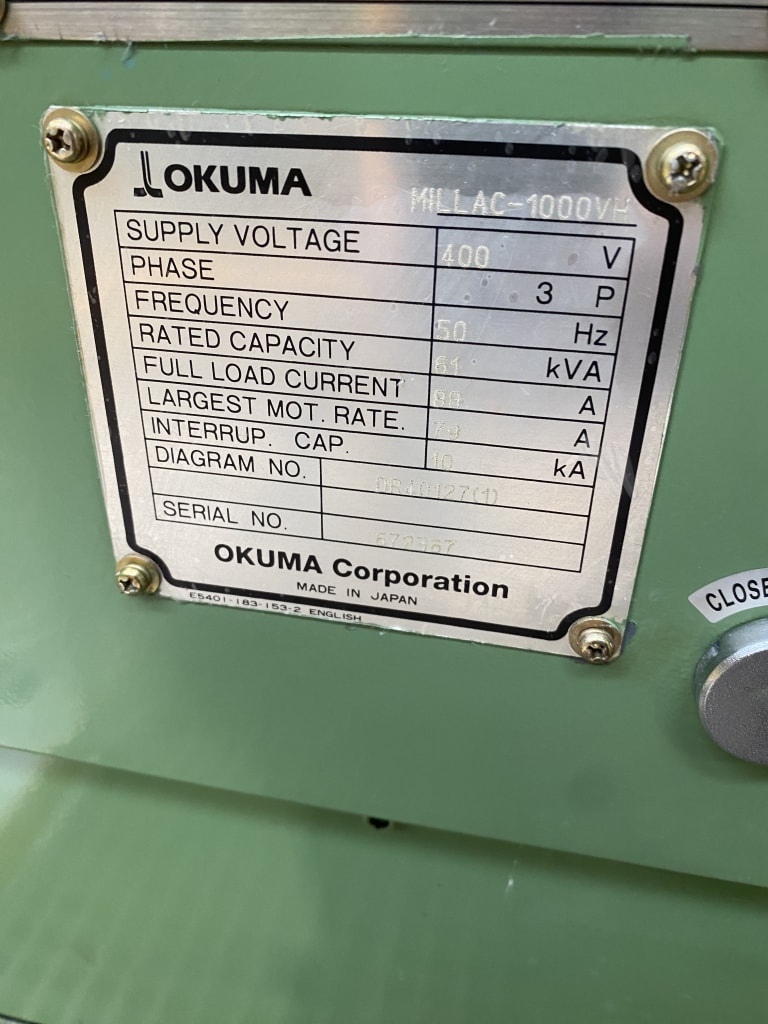 OKUMA
MILLAC-1000VH
SUPPLY VOLTAGE 400 V
PHASE 3 P
FREQUENCY 50 Hz
RATED CAPACITY 61 kVA
FULL LOAD CURRENT A
LARGEST MOT. RATE. A
INTERRUP. CAP. 10 kA
DIAGRAM NO.
SERIAL NO.
OKUMA Corporation
MADE IN JAPAN
E5401-183-153-2 ENGLISH
CLOSE